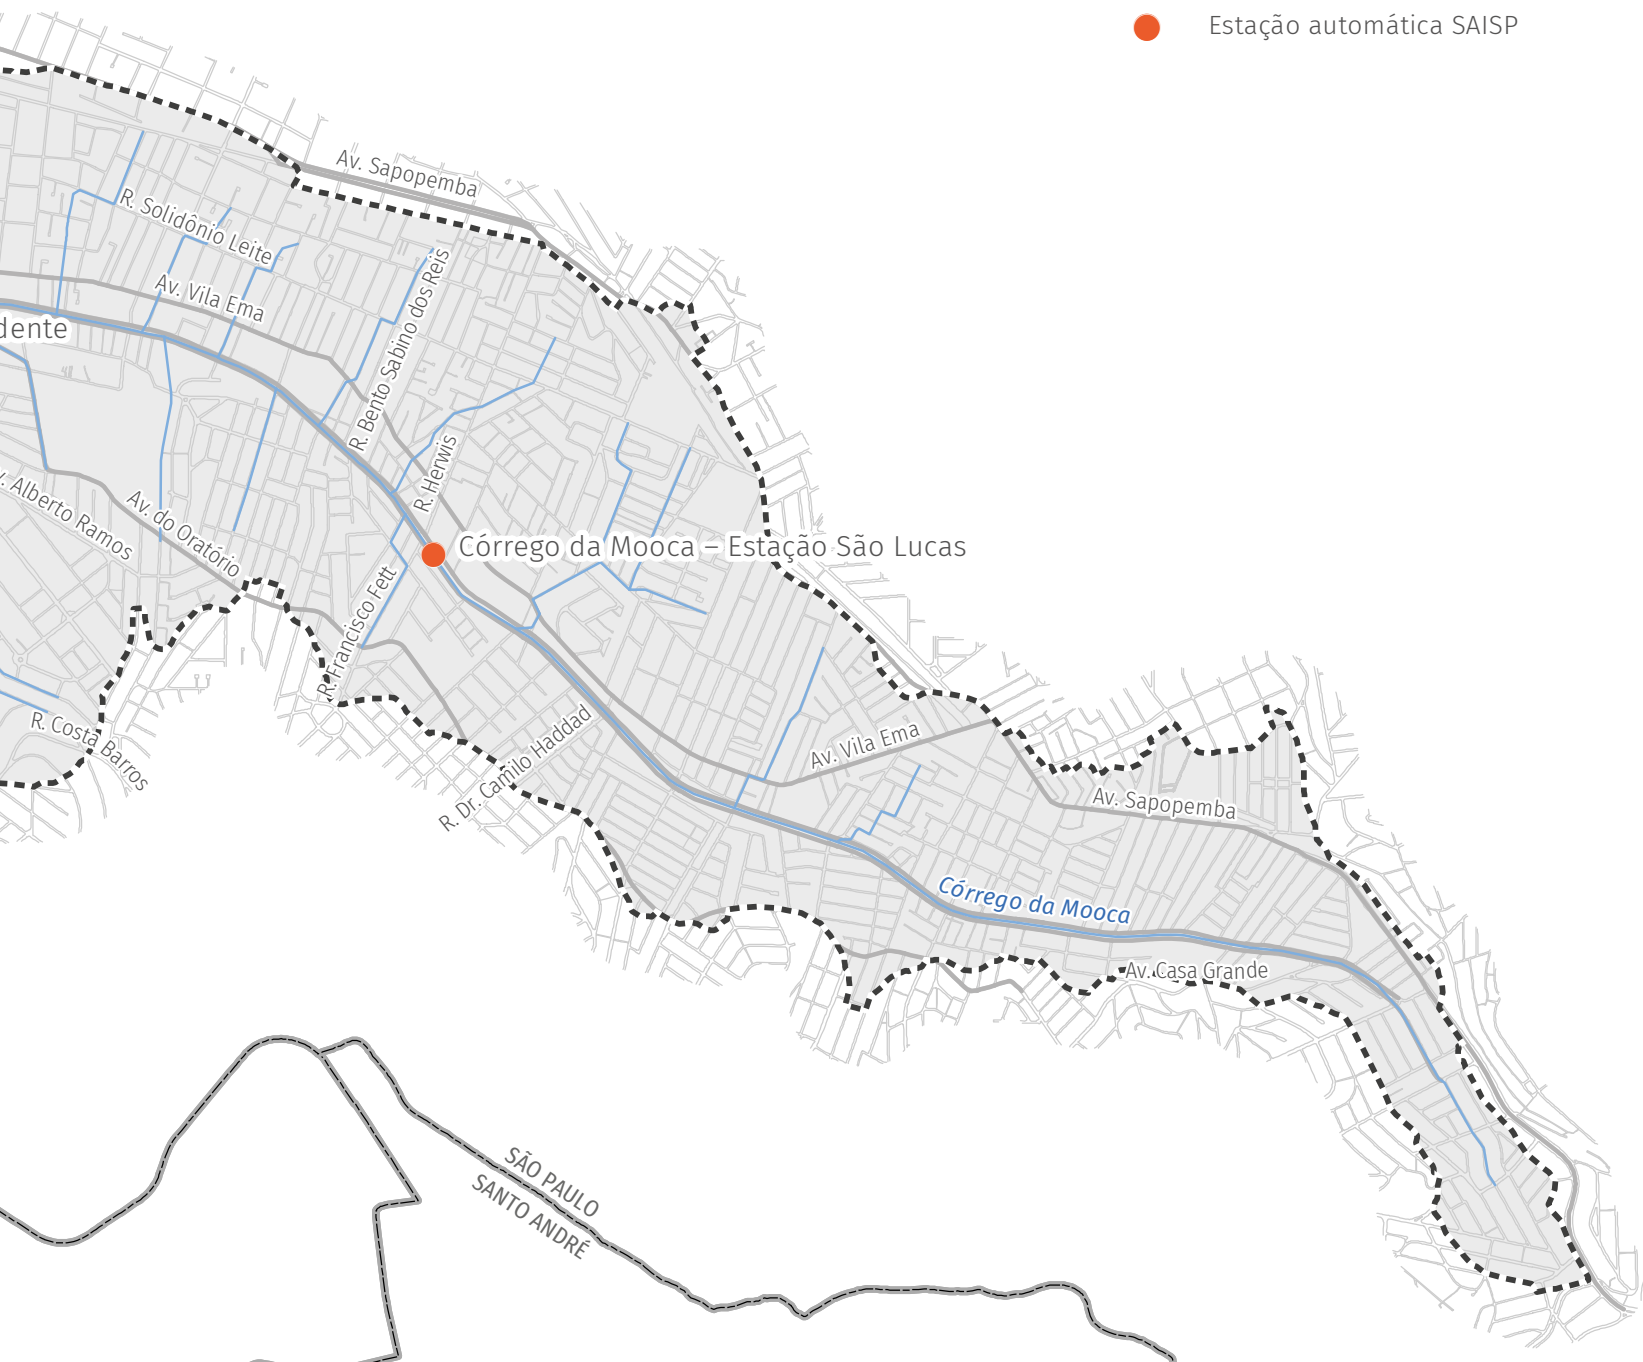 Estação automática SAISP
Av. Sapopemba
R. Solidônio Leite
Av. Vila Ema
dente
R. Bento Sabino dos Reis
R. Herwis
. Alberto Ramos
Av. do Oratório
Córrego da Mooca – Estação São Lucas
R. Francisco Fett
R. Costa Barros
R. Dr. Camilo Haddad
Av. Vila Ema
Av. Sapopemba
Córrego da Mooca
Av. Casa Grande
SÃO PAULO
SANTO ANDRÉ